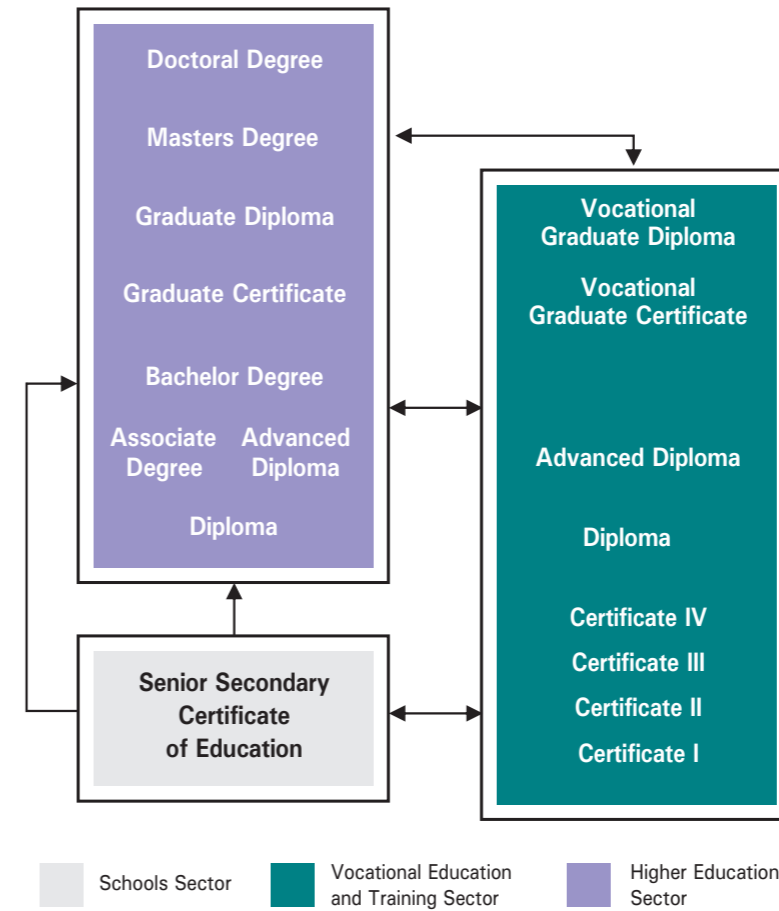 Doctoral Degree
Masters Degree
Graduate Diploma
Graduate Certificate
Bachelor Degree
Associate
Degree
Advanced
Diploma
Diploma
Senior Secondary
Certificate
of Education
Vocational
Graduate Diploma
Vocational
Graduate Certificate
Advanced Diploma
Diploma
Certificate IV
Certificate III
Certificate II
Certificate I
Schools Sector
Vocational Education
and Training Sector
Higher Education
Sector